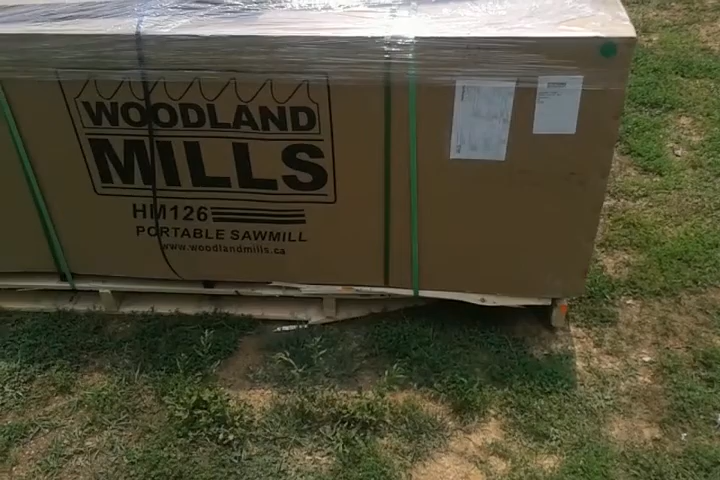 WOODLAND
MILLS
HM126
PORTABLE SAWMILL
www.woodlandmills.ca